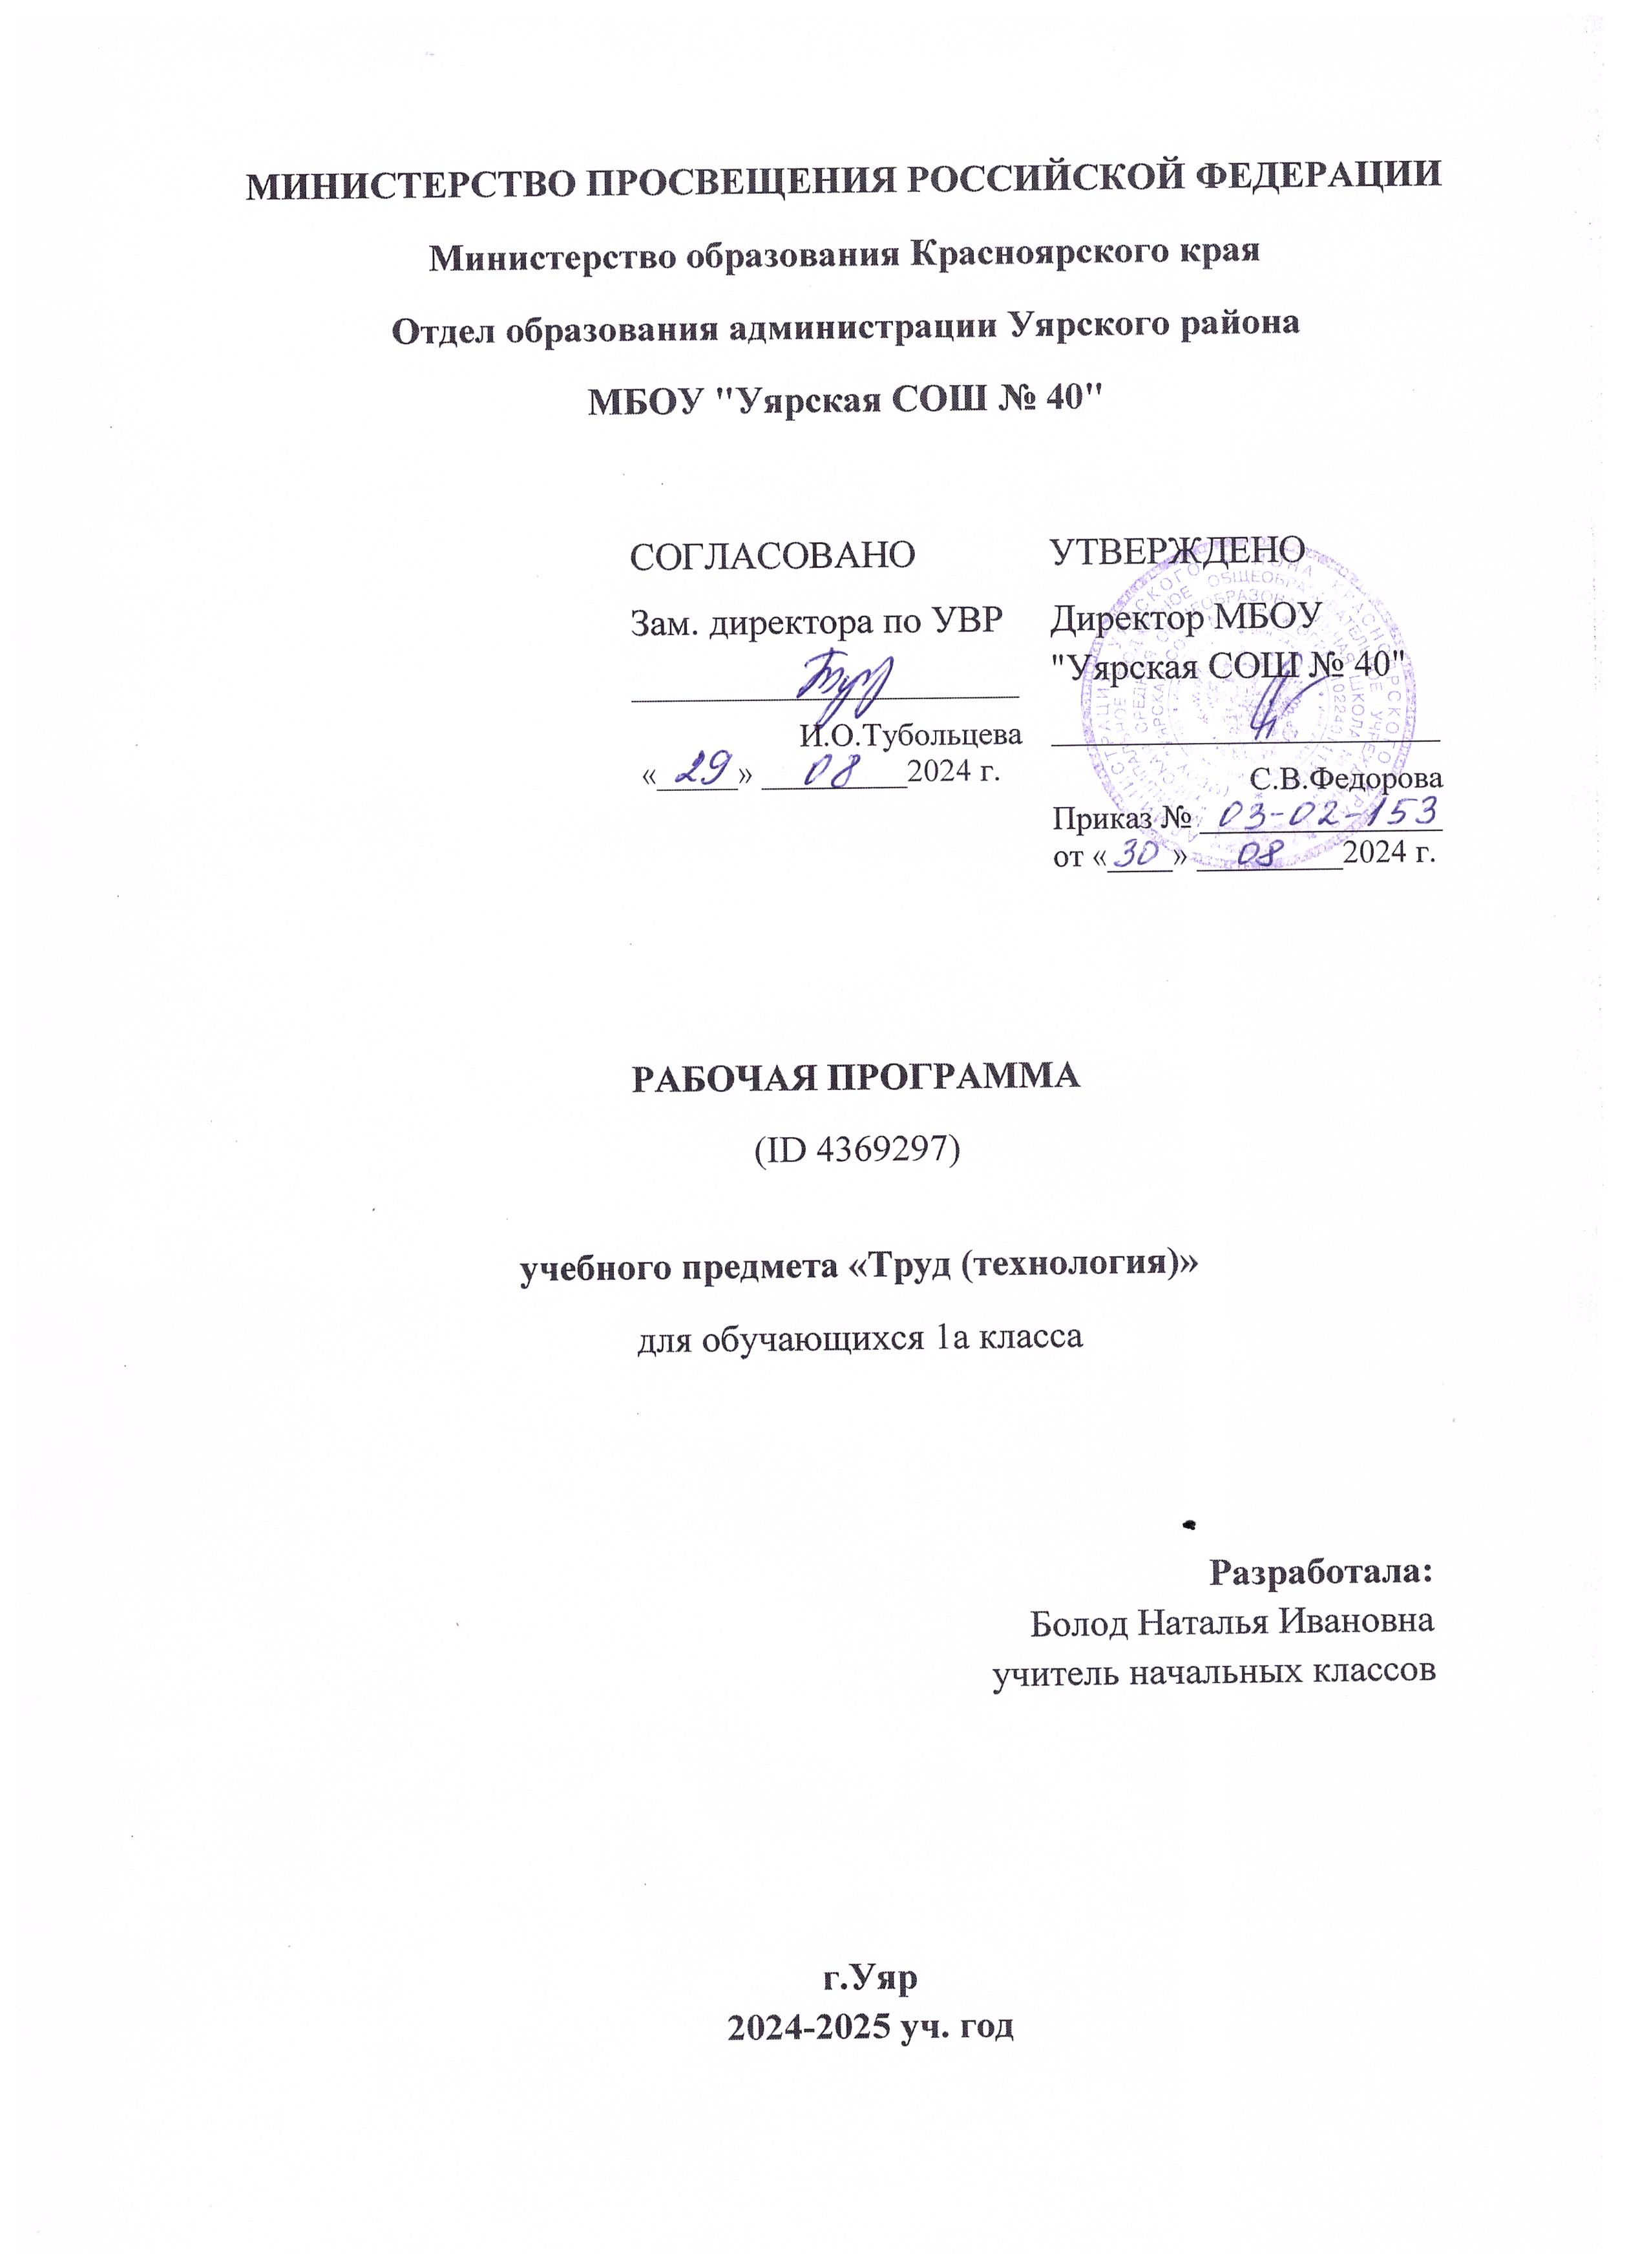 МИНИСТЕРСТВО ПРОСВЕЩЕНИЯ РОССИЙСКОЙ ФЕДЕРАЦИИ
Министерство образования Красноярского края
Отдел образования администрации Уярского района
МБОУ "Уярская СОШ № 40"
СОГЛАСОВАНО
Зам. директора по УВР
И.О.Тубольцева
«29» 08 2024 г.
УТВЕРЖДЕНО
Директор МБОУ
"Уярская СОШ № 40"
С.В.Федорова
Приказ № 03-02-153
от «30» 08 2024 г.
РАБОЧАЯ ПРОГРАММА
(ID 4369297)
учебного предмета «Труд (технология)»
для обучающихся 1а класса
Разработала:
Болод Наталья Ивановна
учитель начальных классов
г.Уяр
2024-2025 уч. год